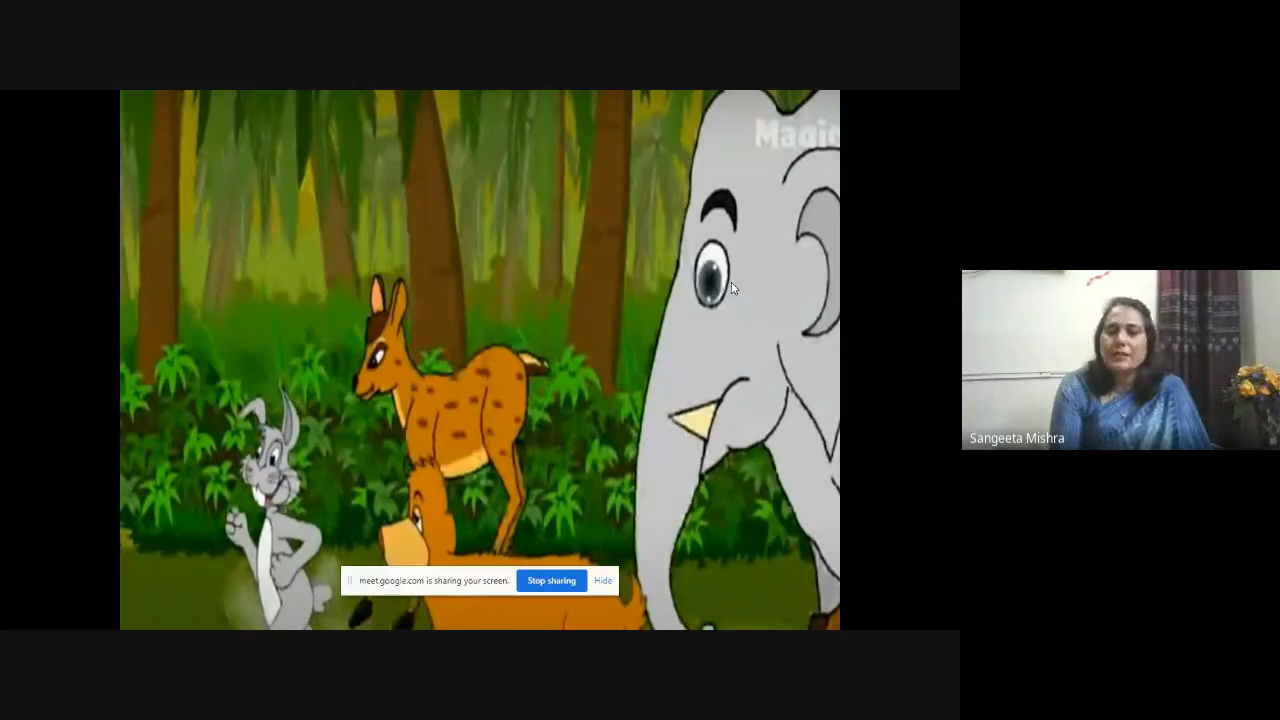 Magic
meet.google.com is sharing your screen.
Stop sharing
Hide
Sangeeta Mishra